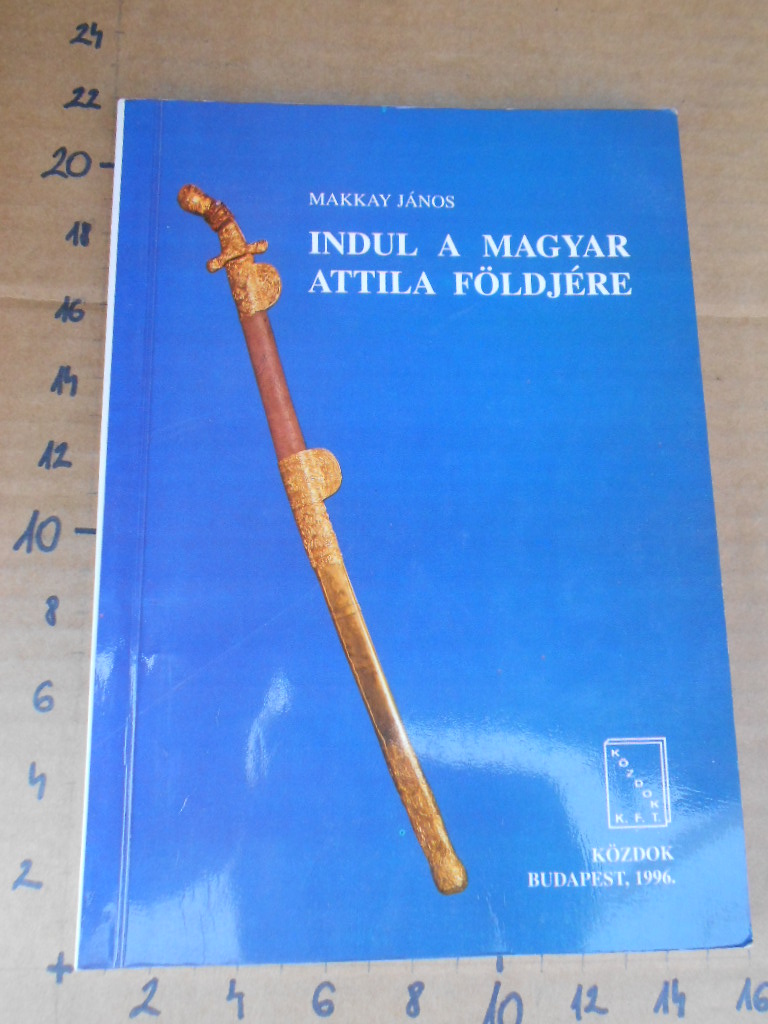 24
22
20
18
16
14
12
10
8
6
4
2
MAKKAY JÁNOS
INDUL A MAGYAR
ATTILA FÖLDJÉRE
KÖZDOK
K. F. T.
KÖZDOK
BUDAPEST, 1996.
2 4 6 8 10 12 14 16